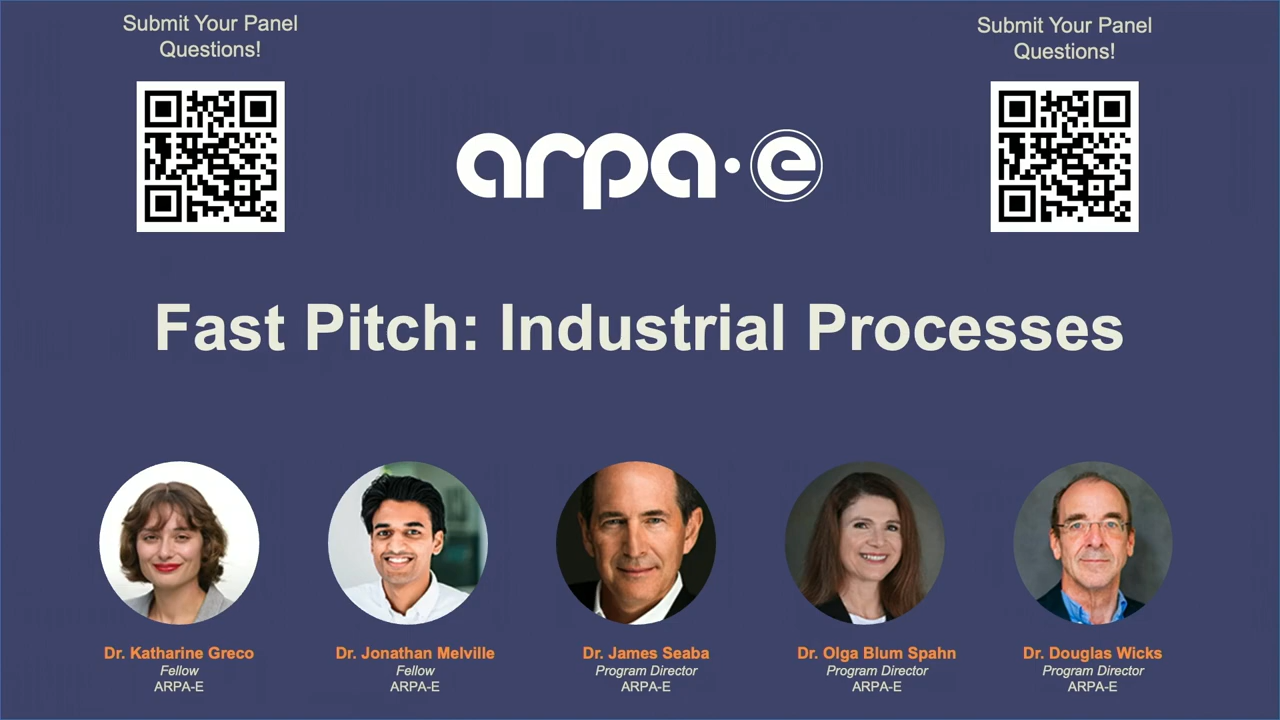 Submit Your Panel
Questions!
Submit Your Panel
Questions!
arpa·e
Fast Pitch: Industrial Processes
Dr. Katharine Greco
Fellow
ARPA-E
Dr. Jonathan Melville
Fellow
ARPA-E
Dr. James Seaba
Program Director
ARPA-E
Dr. Olga Blum Spahn
Program Director
ARPA-E
Dr. Douglas Wicks
Program Director
ARPA-E